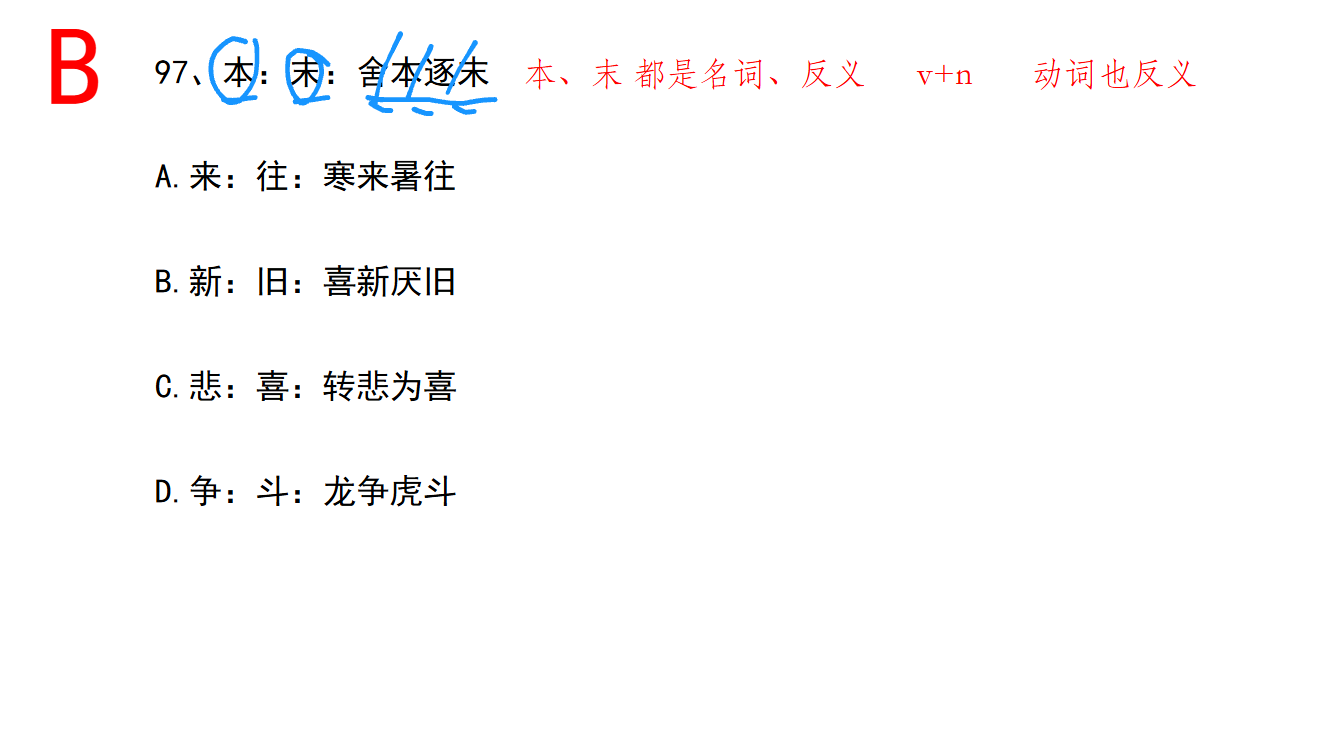 B
97、本：末：舍本逐末 本、末 都是名词、反义 v+n 动词也反义
A.来：往：寒来暑往
B.新：旧：喜新厌旧
C.悲：喜：转悲为喜
D.争：斗：龙争虎斗